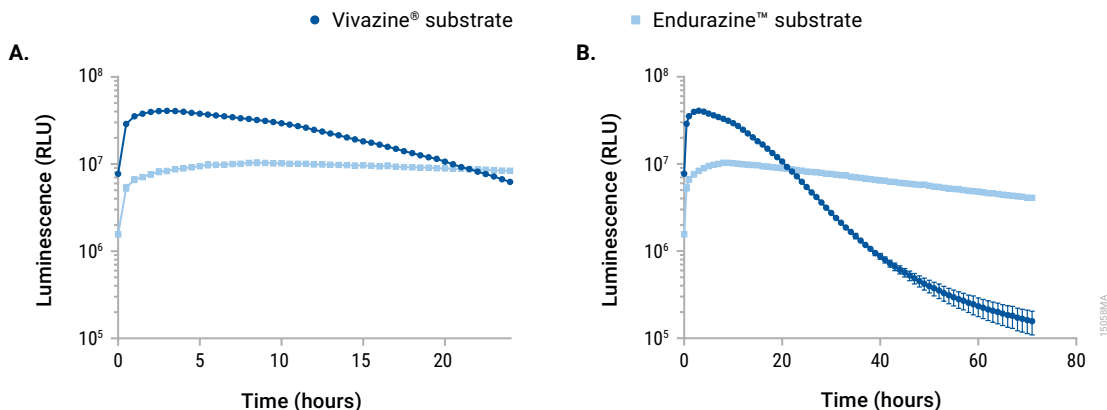 Vivazine® substrate
Endurazine™ substrate
A.
Luminescence (RLU)
10⁸
10⁷
10⁶
10⁵
0 5 10 15 20
Time (hours)
B.
Luminescence (RLU)
10⁸
10⁷
10⁶
10⁵
0 20 40 60 80
Time (hours)
15058MA